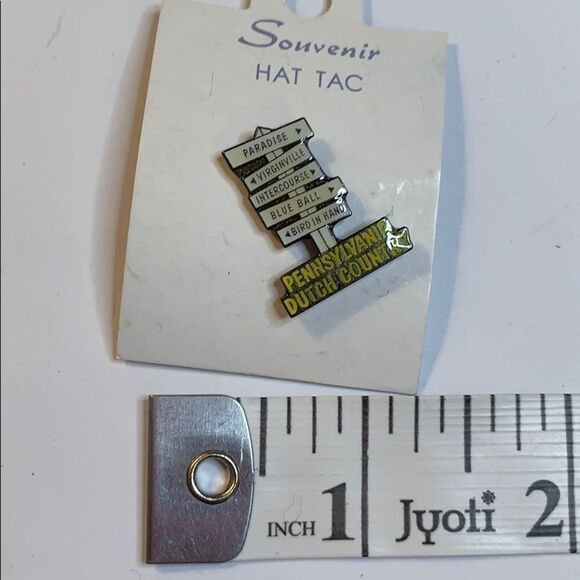 Souvenir
HAT TAC
PARADISE ▶
◀ VIRGINVILLE
INTERCOURSE ▶
BLUE BALL ▶
◀ BIRD IN HAND
PENNSYLVANIA
DUTCH COUNTRY
INCH 1 Jyoti 2